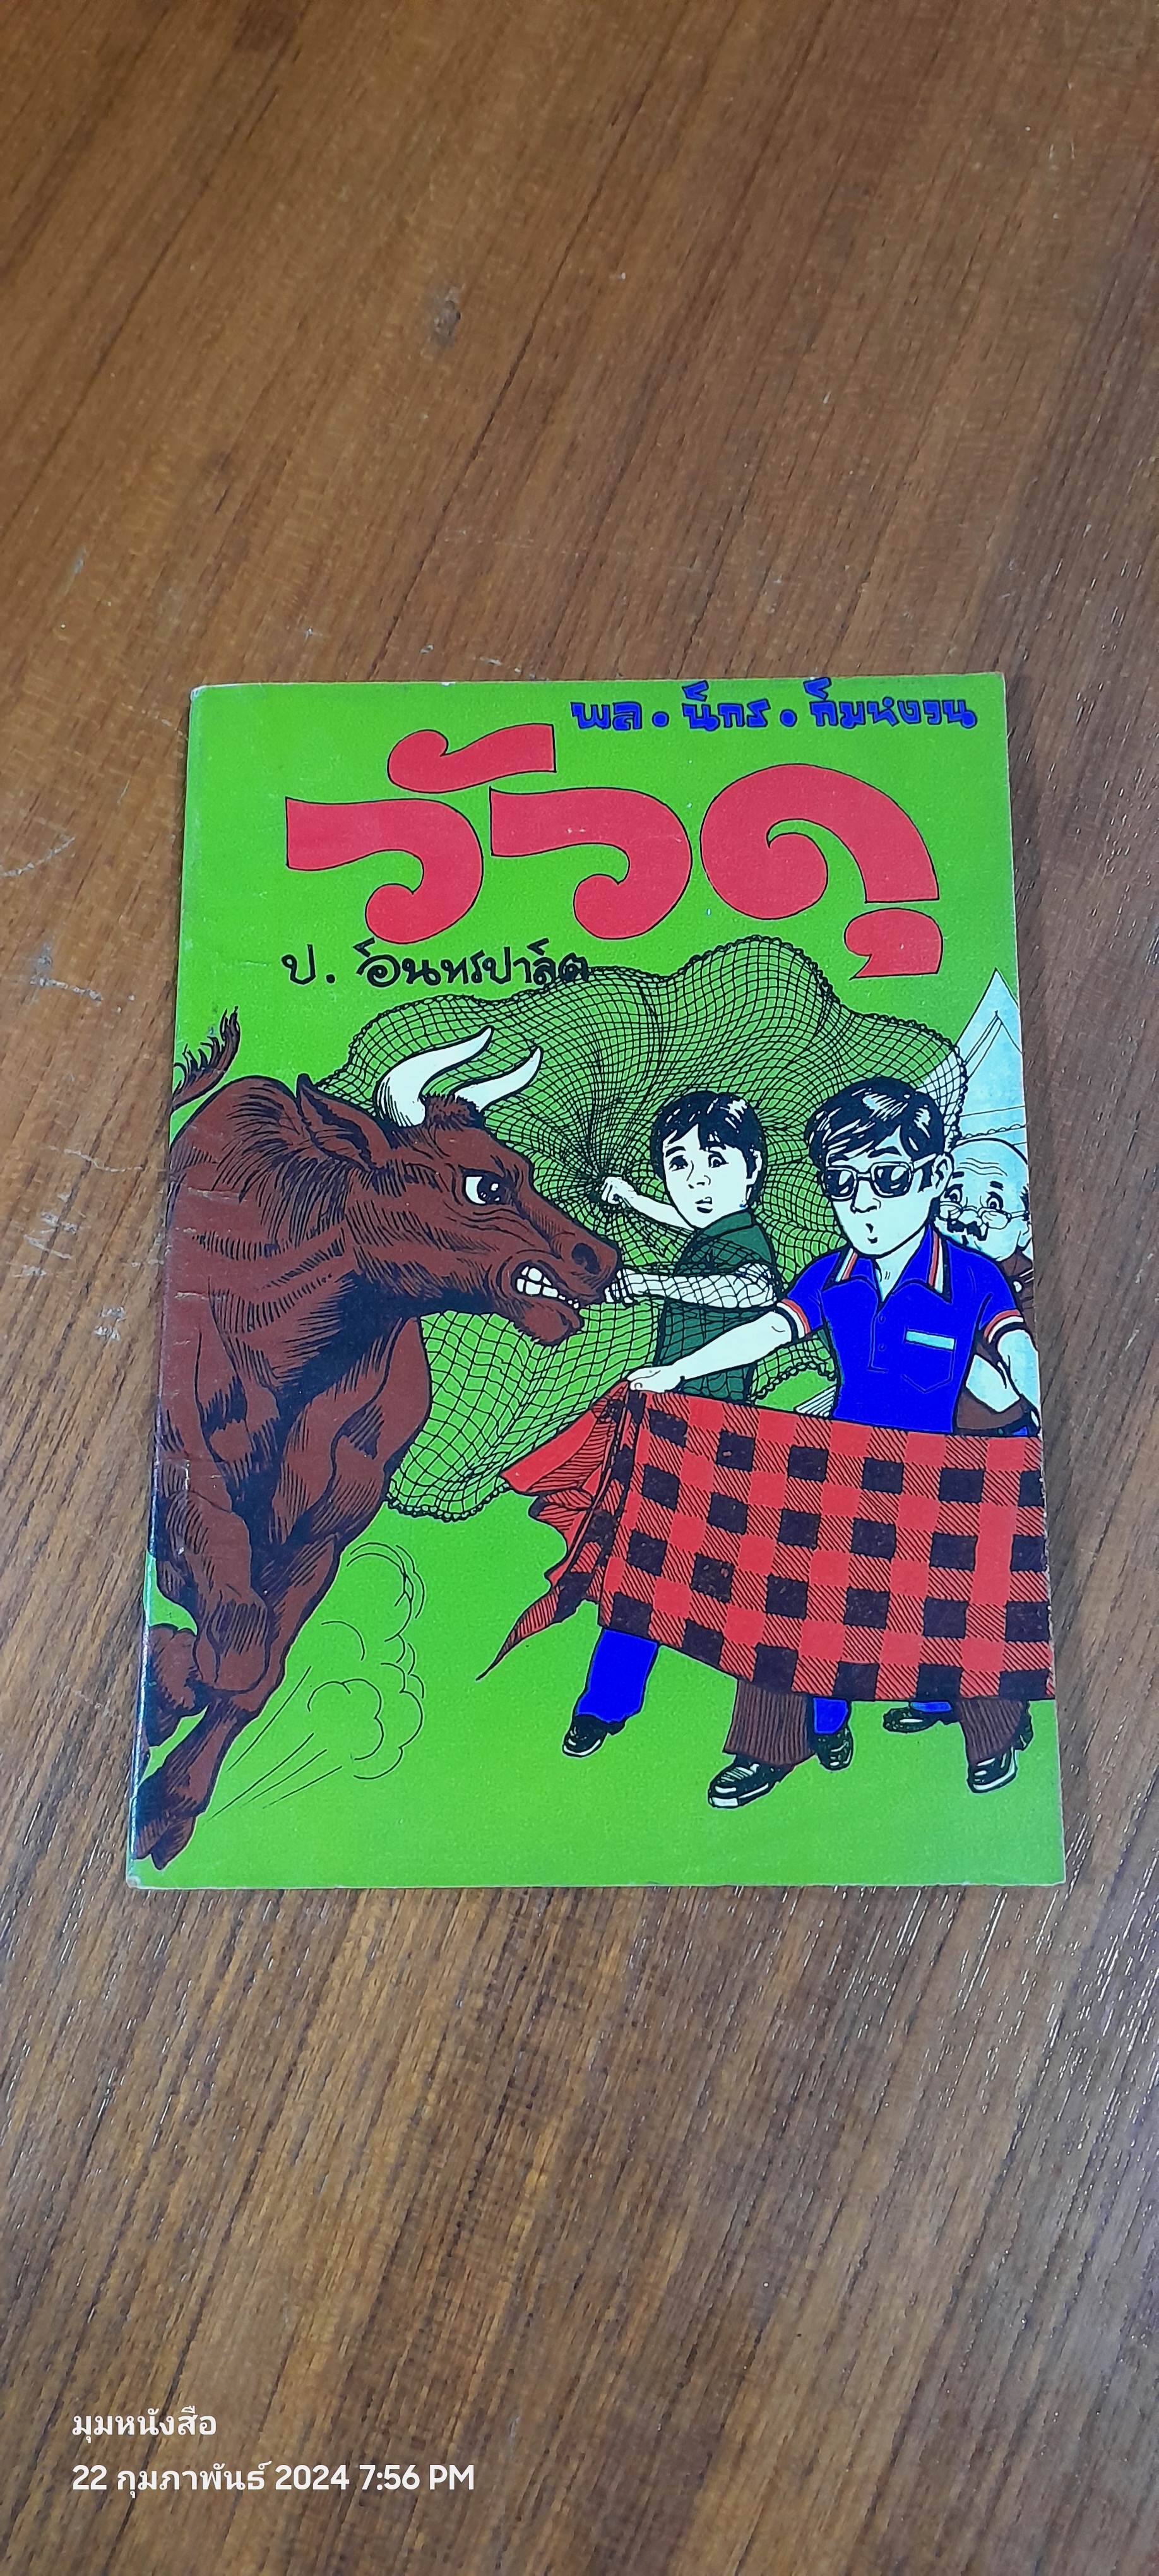 พล . นิกร . กิมหงวน
วัวดุ
ป. อินทรปาลิต
มุมหนังสือ
22 กุมภาพันธ์ 2024 7:56 PM